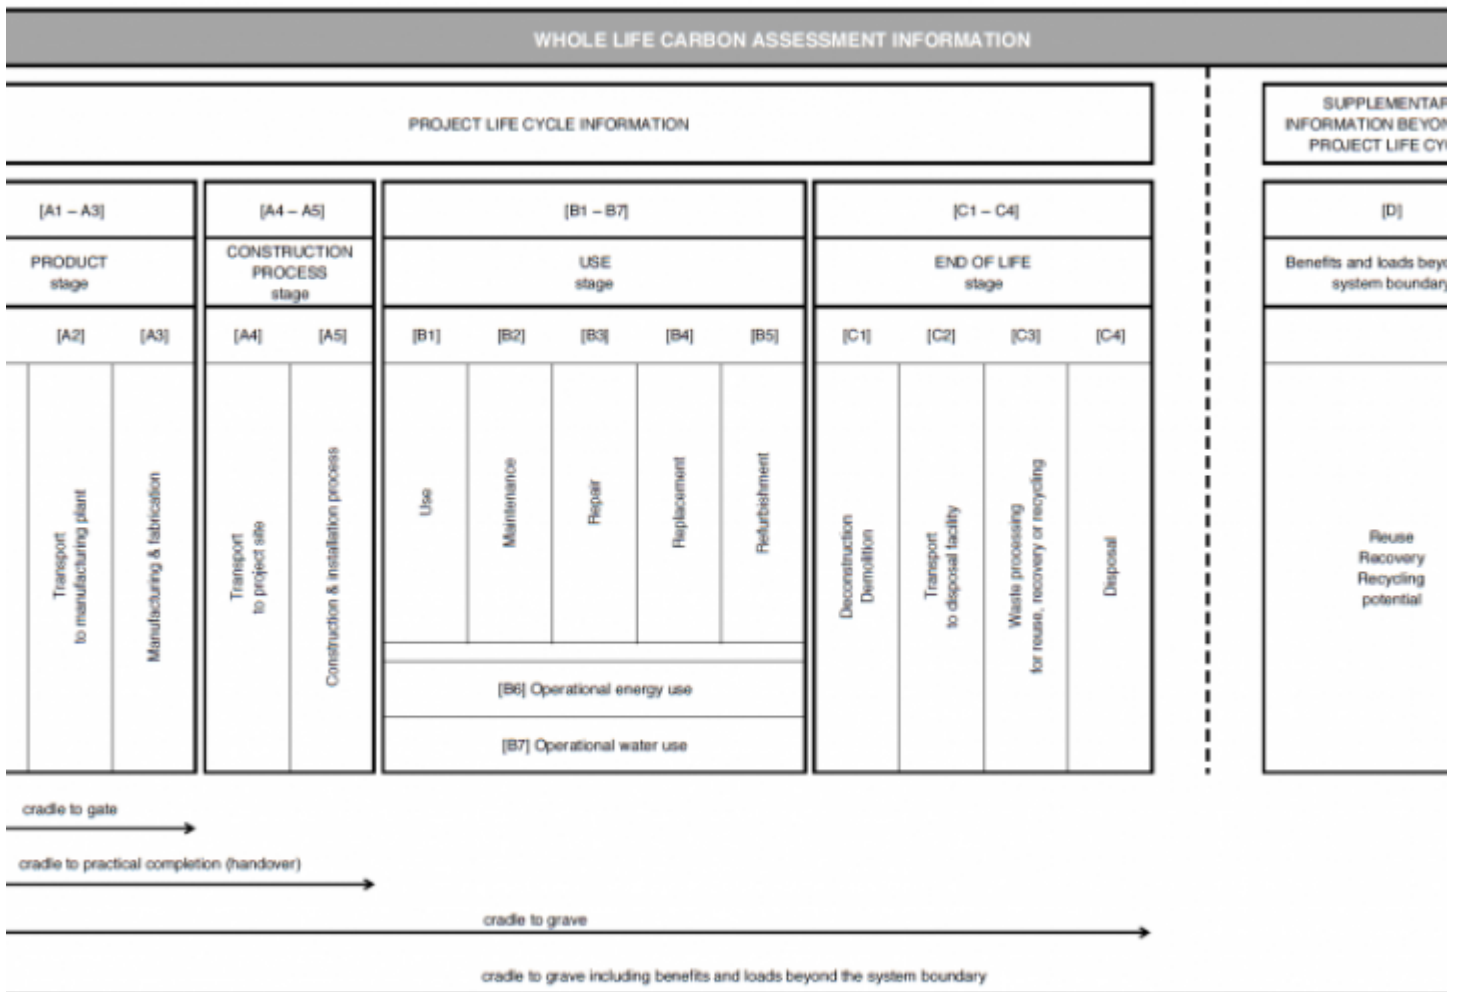 WHOLE LIFE CARBON ASSESSMENT INFORMATION
PROJECT LIFE CYCLE INFORMATION
SUPPLEMENTAR
INFORMATION BEYON
PROJECT LIFE CY
[A1 – A3]
[A4 – A5]
[B1 – B7]
[C1 – C4]
[D]
PRODUCT
stage
CONSTRUCTION
PROCESS
stage
USE
stage
END OF LIFE
stage
Benefits and loads beyo
system boundary
[A2]
[A3]
[A4]
[A5]
[B1]
[B2]
[B3]
[B4]
[B5]
[C1]
[C2]
[C3]
[C4]
Transport
to manufacturing plant
Manufacturing & fabrication
Transport
to project site
Construction & installation process
Use
Maintenance
Repair
Replacement
Refurbishment
Deconstruction
Demolition
Transport
to disposal facility
Waste processing
for reuse, recovery or recycling
Disposal
Reuse
Recovery
Recycling
potential
[B6] Operational energy use
[B7] Operational water use
cradle to gate
cradle to practical completion (handover)
cradle to grave
cradle to grave including benefits and loads beyond the system boundary